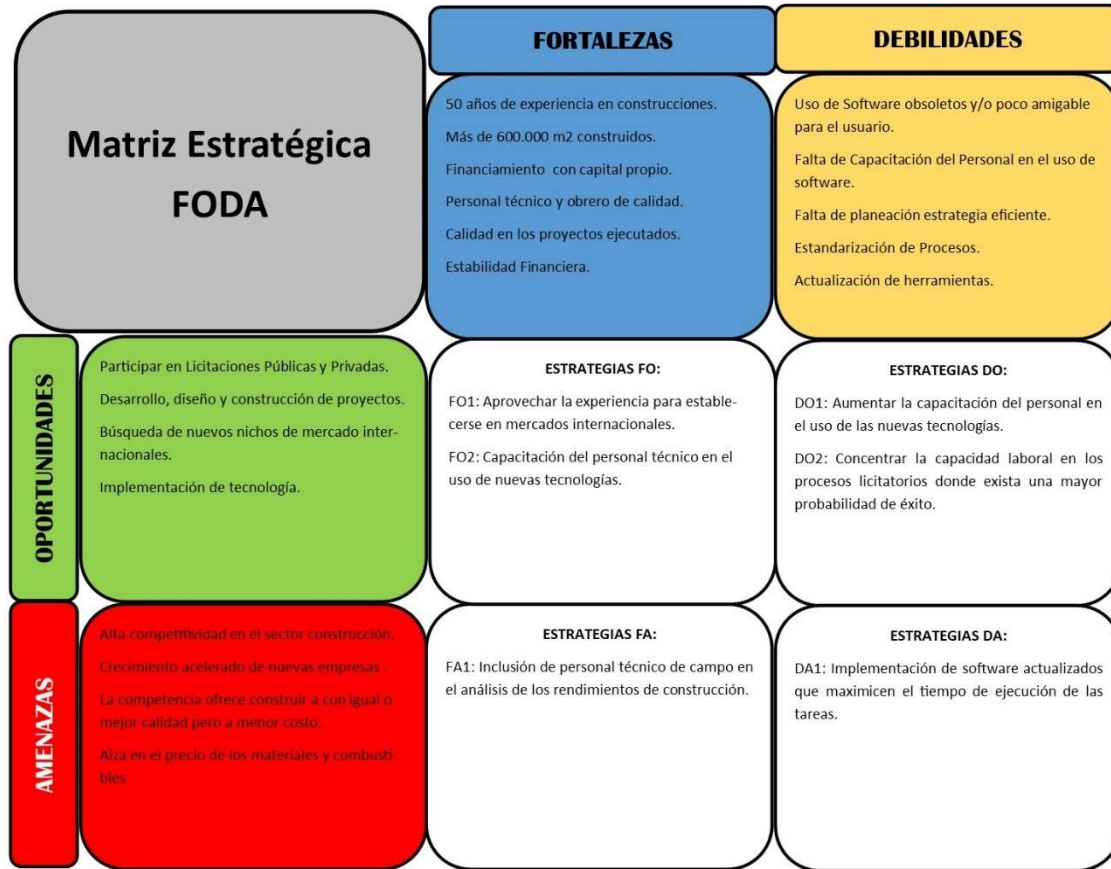 Matriz Estratégica
FODA
FORTALEZAS
50 años de experiencia en construcciones.
Más de 600.000 m2 construidos.
Financiamiento con capital propio.
Personal técnico y obrero de calidad.
Calidad en los proyectos ejecutados.
Estabilidad Financiera.
DEBILIDADES
Uso de Software obsoletos y/o poco amigable
para el usuario.
Falta de Capacitación del Personal en el uso de
software.
Falta de planeación estrategia eficiente.
Estandarización de Procesos.
Actualización de herramientas.
OPORTUNIDADES
Participar en Licitaciones Públicas y Privadas.
Desarrollo, diseño y construcción de proyectos.
Búsqueda de nuevos nichos de mercado inter-
nacionales.
Implementación de tecnología.
ESTRATEGIAS FO:
FO1: Aprovechar la experiencia para estable-
cerse en mercados internacionales.
FO2: Capacitación del personal técnico en el
uso de nuevas tecnologías.
ESTRATEGIAS DO:
DO1: Aumentar la capacitación del personal en
el uso de las nuevas tecnologías.
DO2: Concentrar la capacidad laboral en los
procesos licitatorios donde exista una mayor
probabilidad de éxito.
AMENAZAS
Alta competitividad en el sector construcción.
Crecimiento acelerado de nuevas empresas .
La competencia ofrece construir a con igual o
mejor calidad pero a menor costo.
Alza en el precio de los materiales y combusti-
bles
ESTRATEGIAS FA:
FA1: Inclusión de personal técnico de campo en
el análisis de los rendimientos de construcción.
ESTRATEGIAS DA:
DA1: Implementación de software actualizados
que maximicen el tiempo de ejecución de las
tareas.